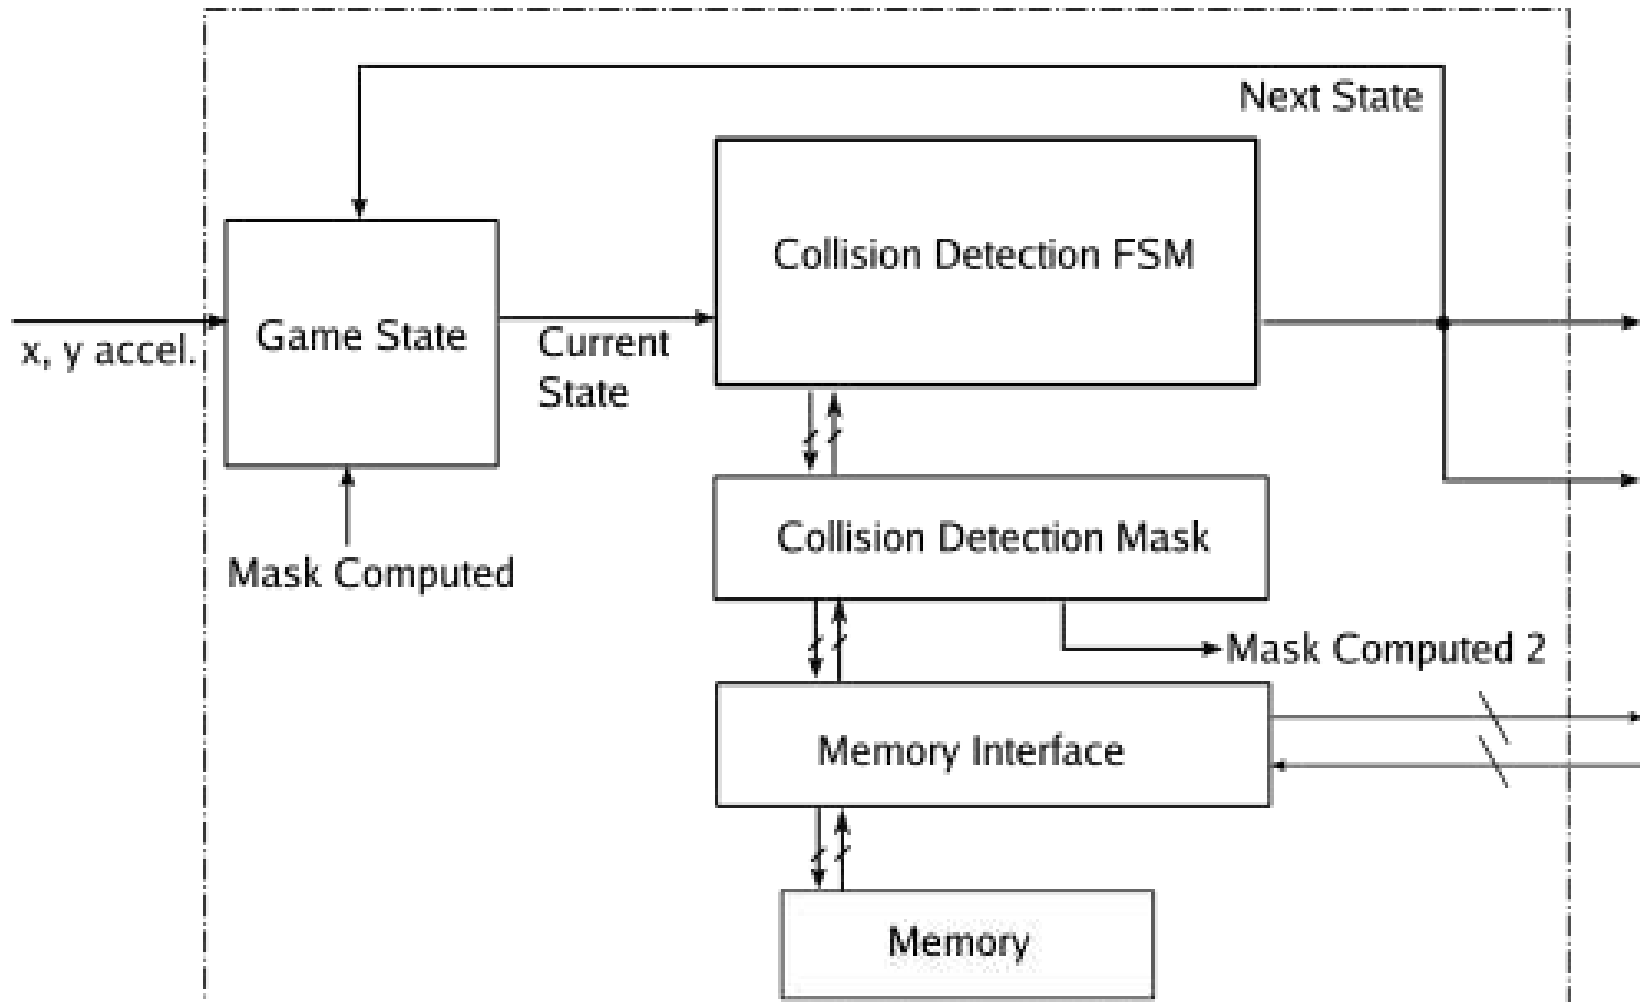 Next State
Collision Detection FSM
Game State
x, y accel.
Current
State
Collision Detection Mask
Mask Computed
Mask Computed 2
Memory Interface
Memory